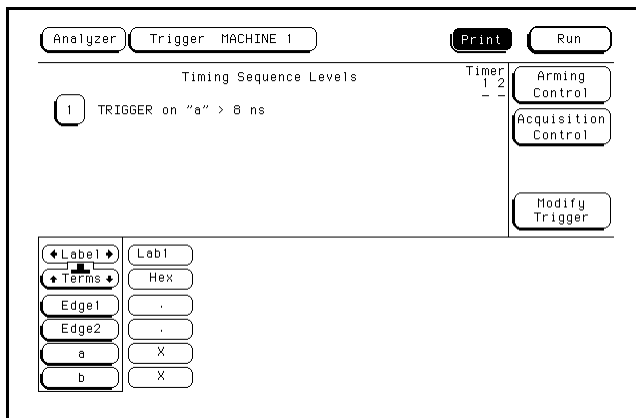 Analyzer Trigger MACHINE 1 Print Run
Timing Sequence Levels
Timer
1 2
- -
1 TRIGGER on "a" > 8 ns
Arming
Control
Acquisition
Control
Modify
Trigger
Label Lab1
Terms Hex
Edge1 .
Edge2 .
a X
b X